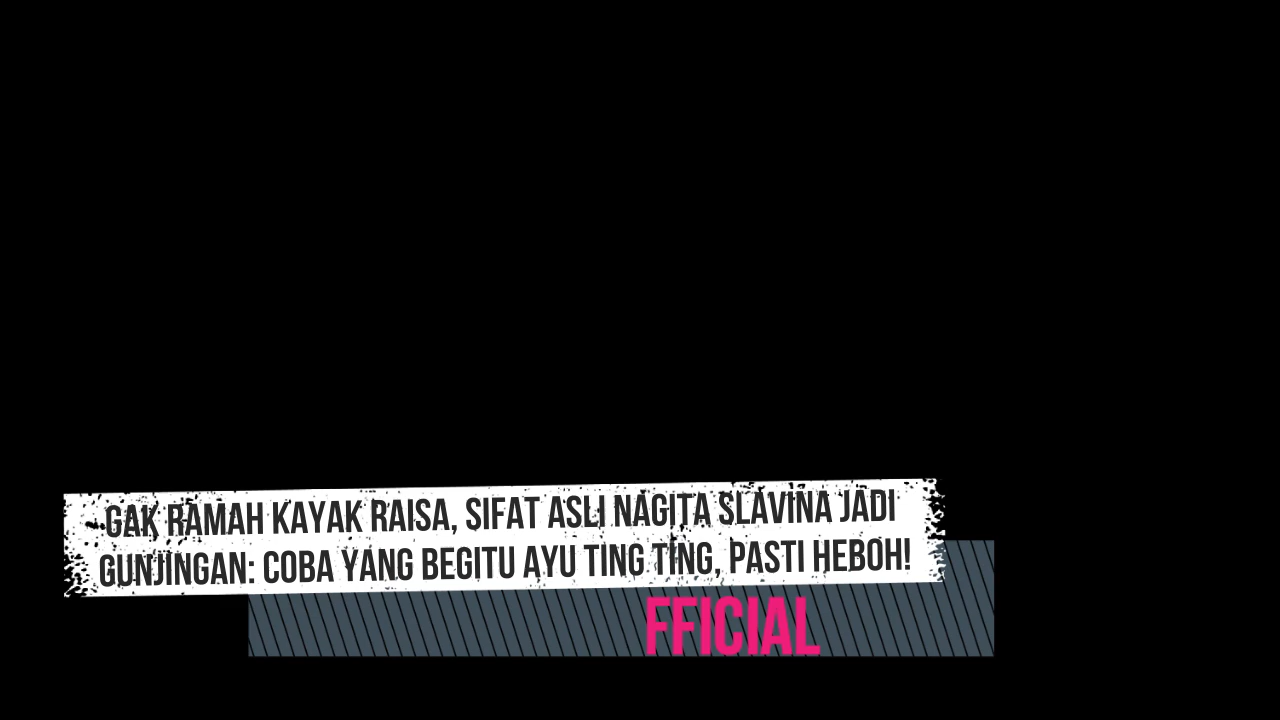 GAK RAMAH KAYAK RAISA, SIFAT ASLI NAGITA SLAVINA JADI
GUNJINGAN: COBA YANG BEGITU AYU TING TING, PASTI HEBOH!
FFICIAL